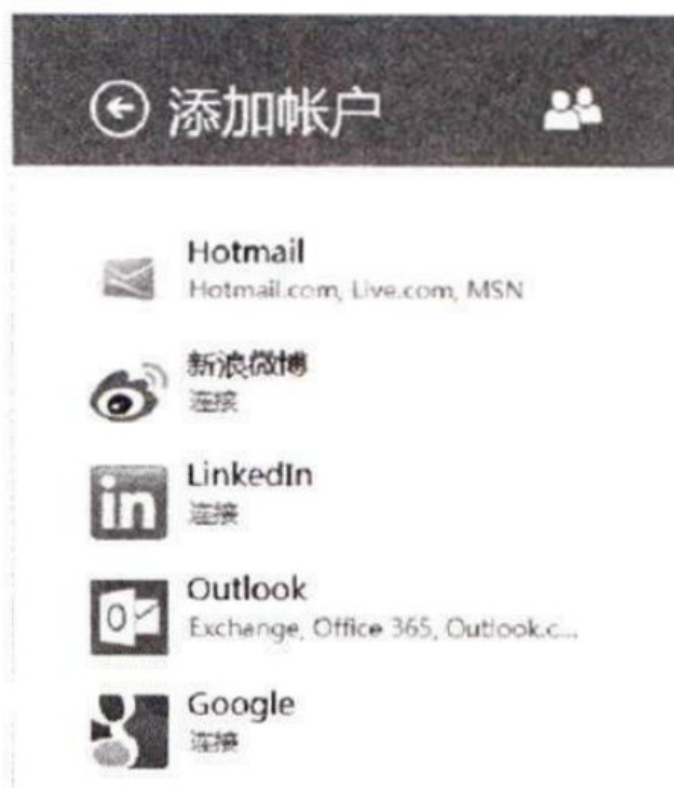 添加帐户
Hotmail
Hotmail.com, Live.com, MSN
新浪微博
连接
LinkedIn
连接
Outlook
Exchange, Office 365, Outlook.c...
Google
连接